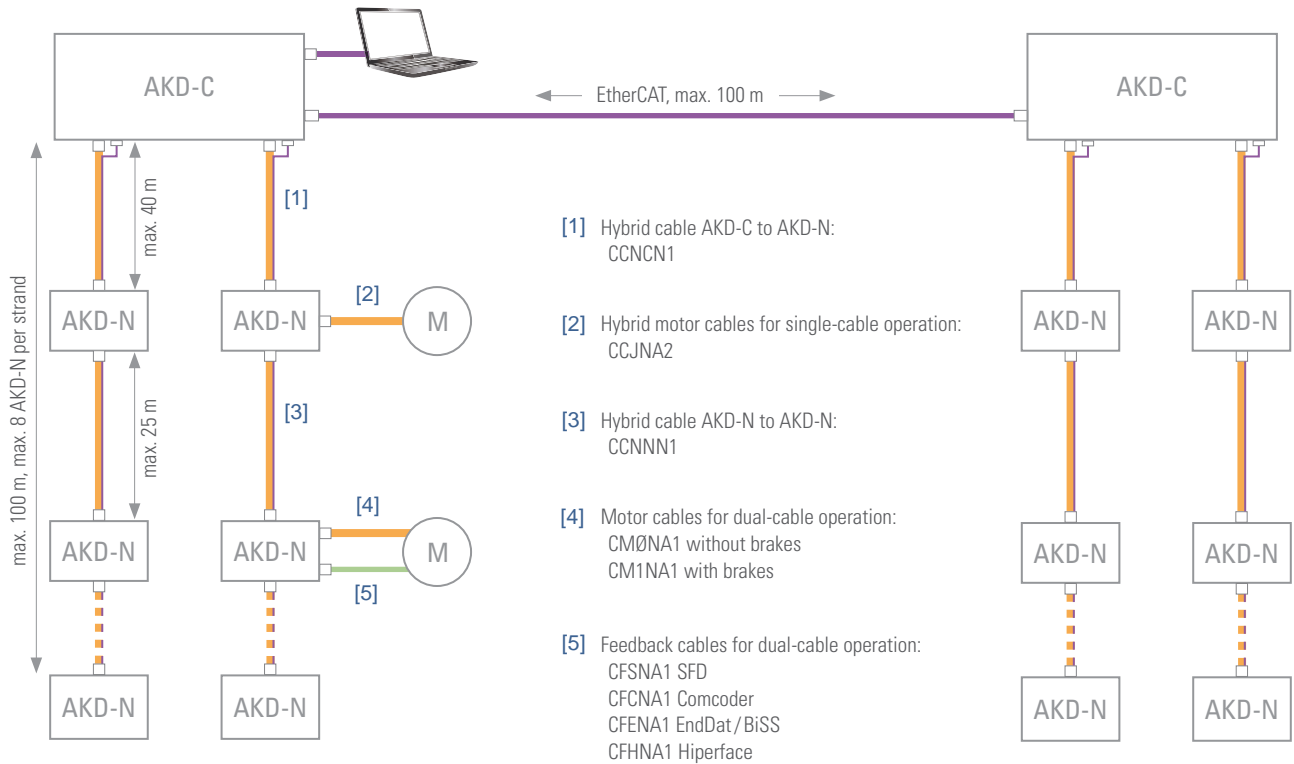 AKD-C
EtherCAT, max. 100 m
AKD-C
max. 100 m, max. 8 AKD-N per strand
max. 40 m
[1]
[1] Hybrid cable AKD-C to AKD-N:
CCNCN1
AKD-N
AKD-N
[2]
M
[2] Hybrid motor cables for single-cable operation:
CCJNA2
AKD-N
AKD-N
max. 25 m
[3]
[3] Hybrid cable AKD-N to AKD-N:
CCNNN1
AKD-N
AKD-N
[4]
M
[5]
[4] Motor cables for dual-cable operation:
CMØNA1 without brakes
CM1NA1 with brakes
AKD-N
AKD-N
[5] Feedback cables for dual-cable operation:
CFSNA1 SFD
CFCNA1 Comcoder
CFENA1 EndDat/BiSS
CFHNA1 Hiperface
AKD-N
AKD-N
AKD-N
AKD-N